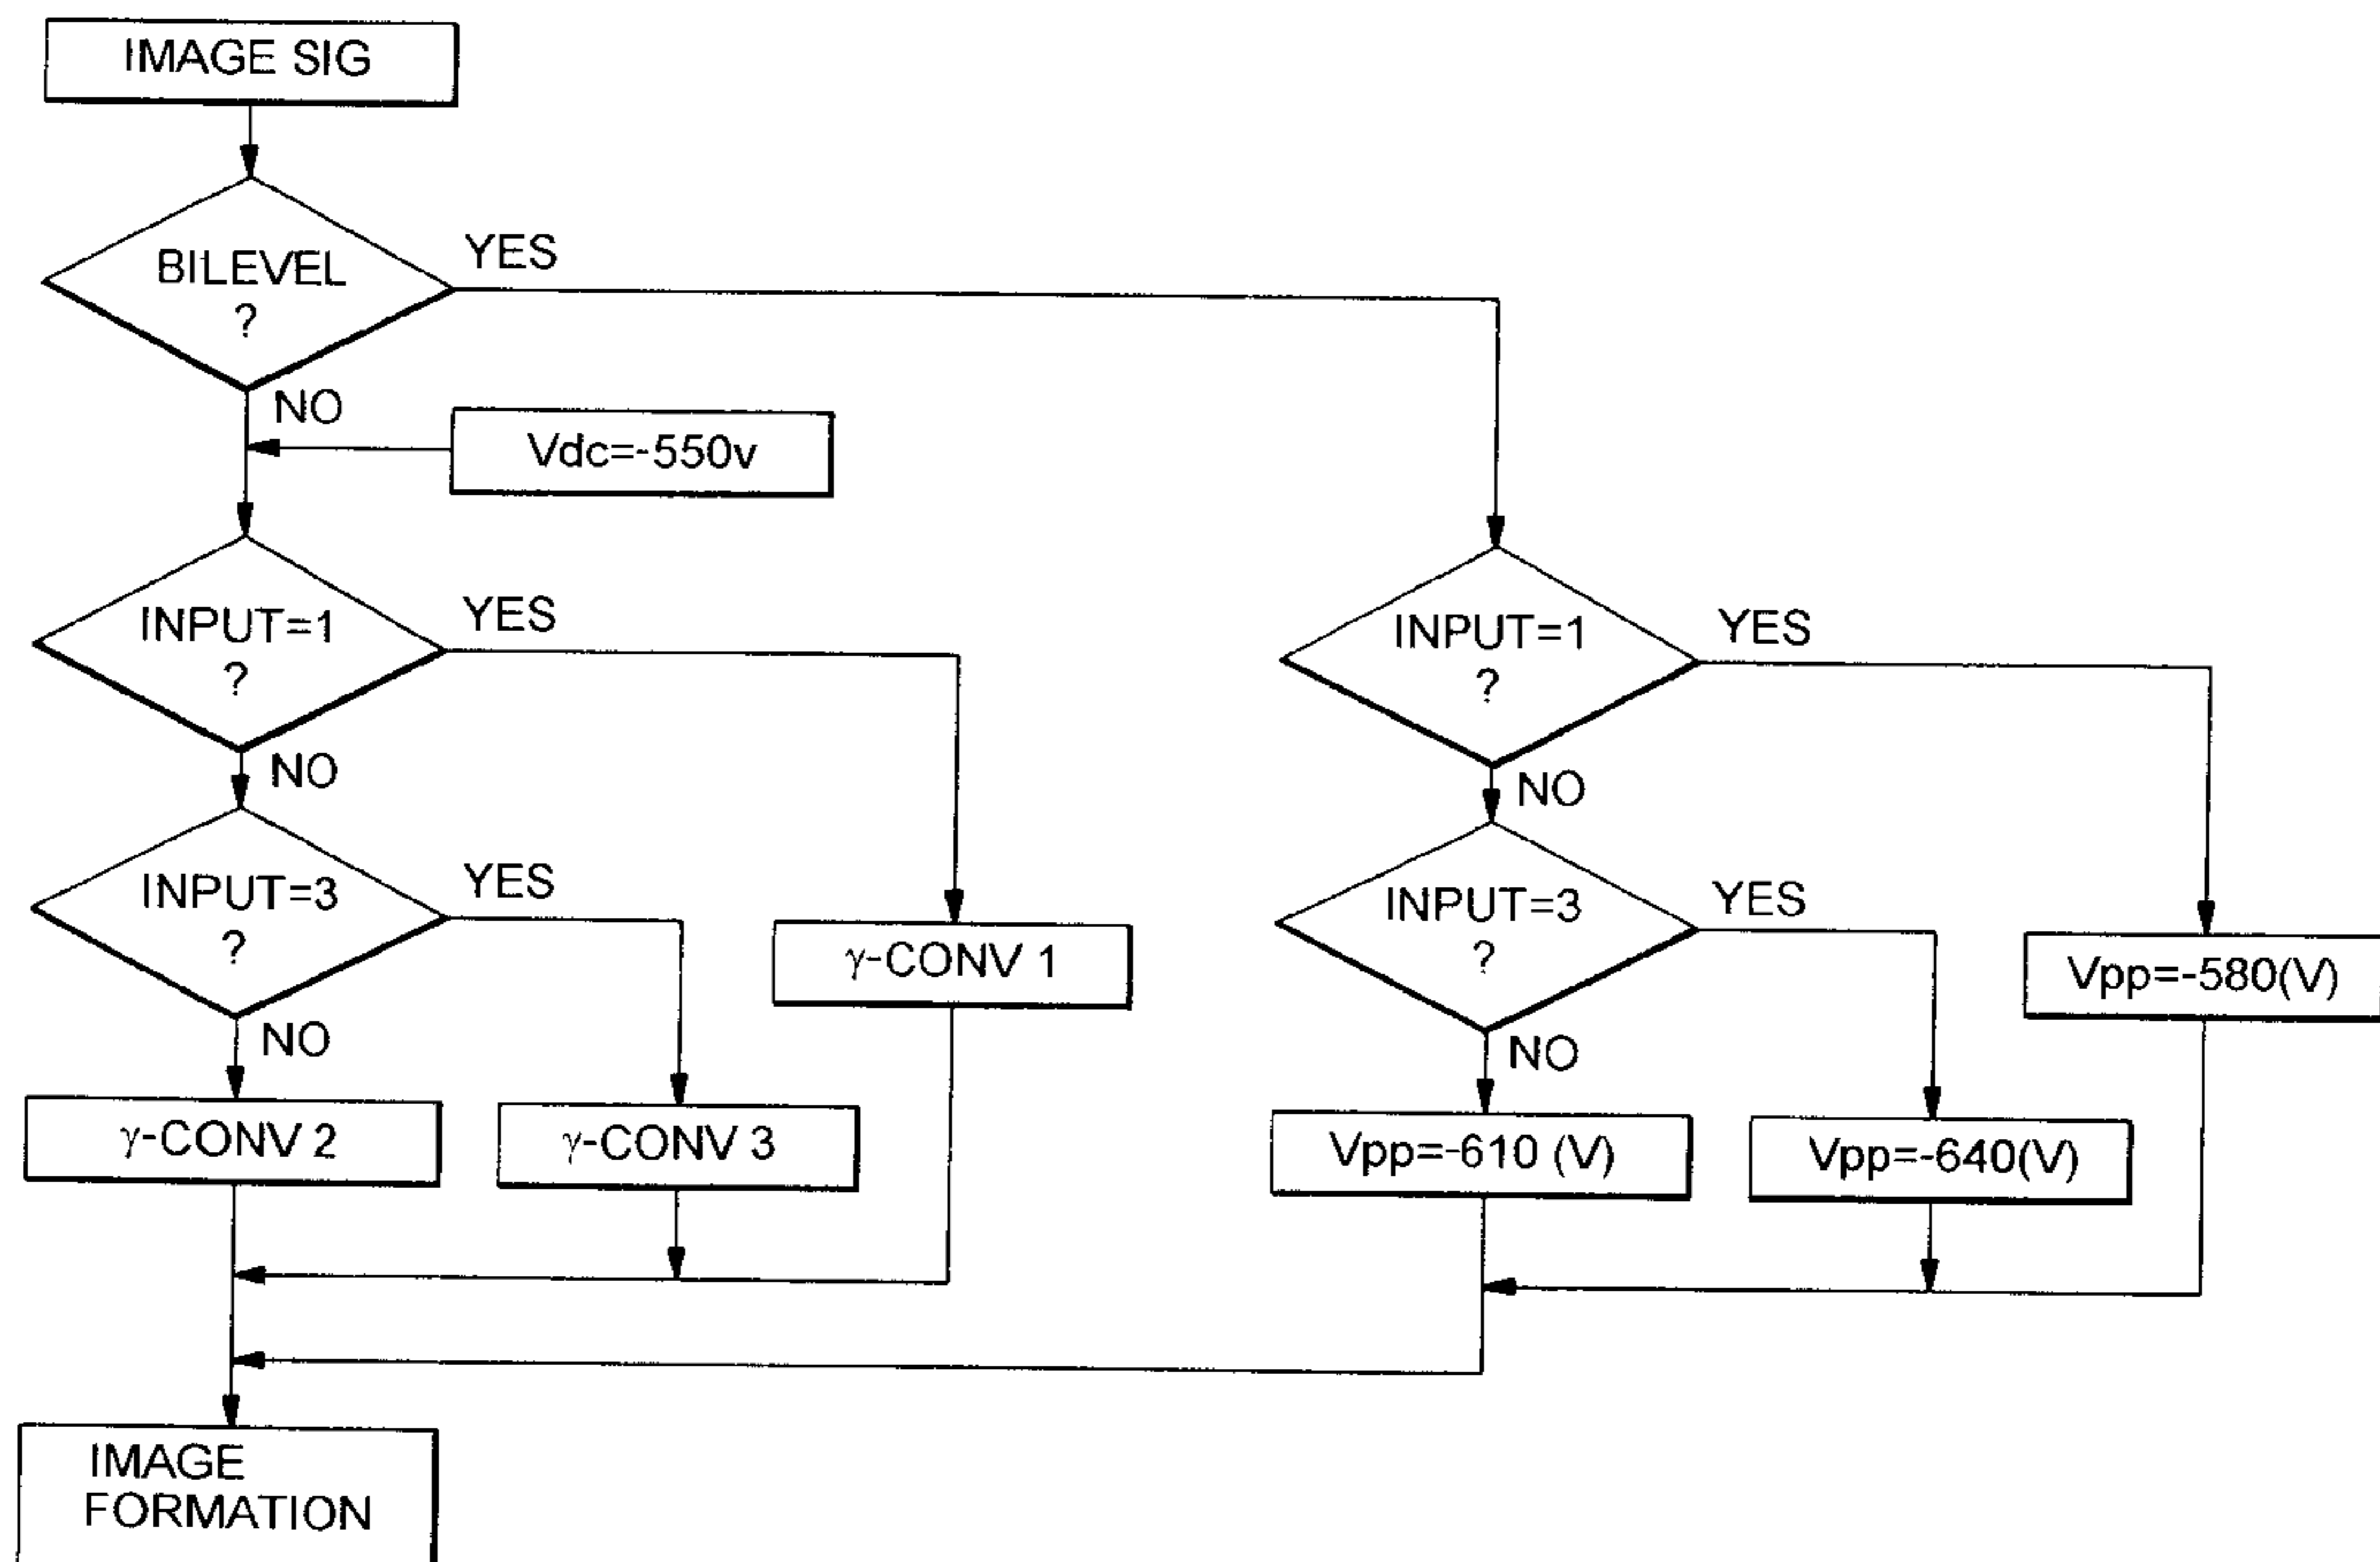 IMAGE SIG
BILEVEL
?
YES
NO
Vdc=-550v
INPUT=1
?
YES
NO
INPUT=3
?
YES
NO
γ-CONV 1
γ-CONV 2
γ-CONV 3
INPUT=1
?
YES
NO
INPUT=3
?
YES
NO
Vpp=-580(V)
Vpp=-610 (V)
Vpp=-640(V)
IMAGE
FORMATION